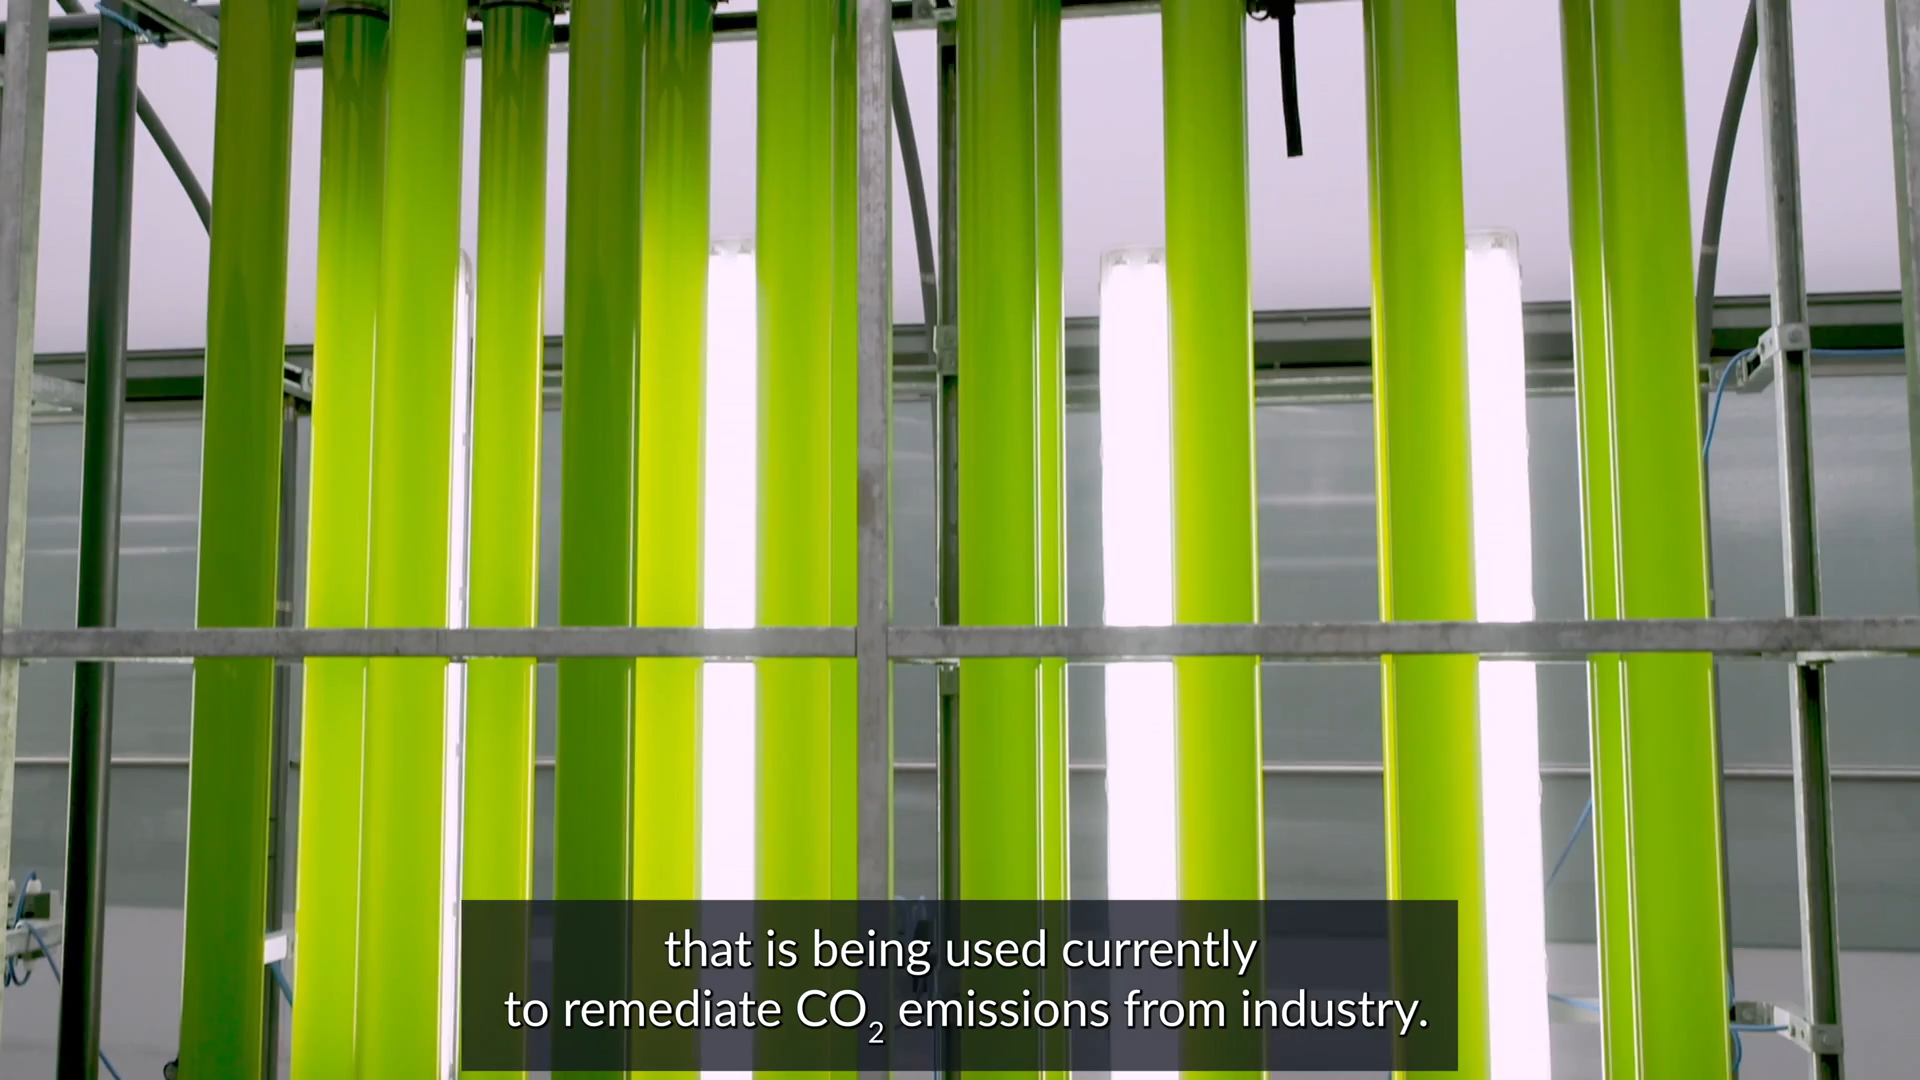 that is being used currently
to remediate CO₂ emissions from industry.